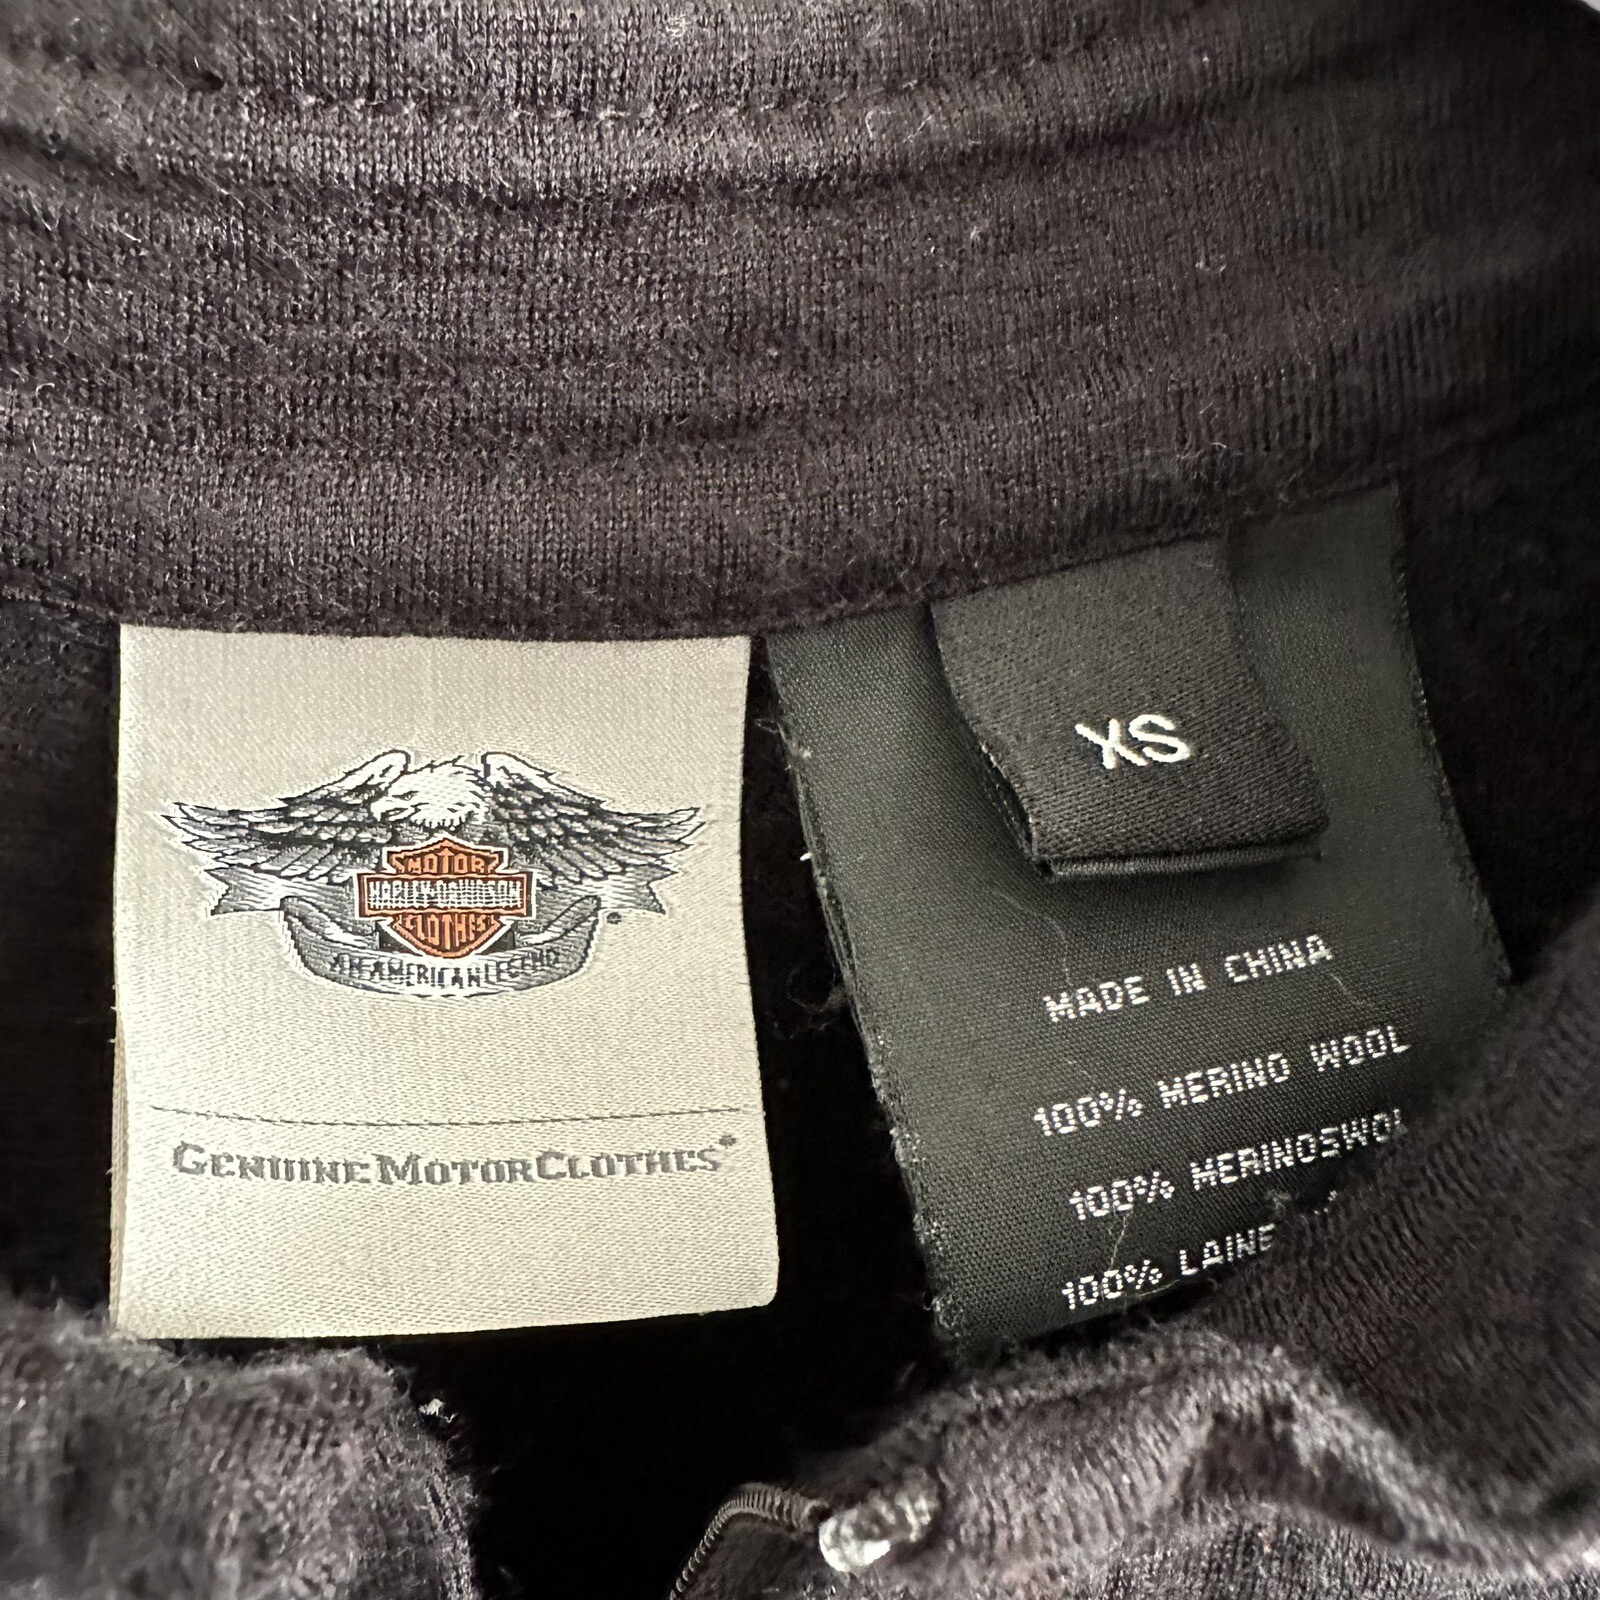 MOTOR
HARLEY-DAVIDSON
CLOTHES
AN AMERICAN LEGEND
GENUINE MOTORCLOTHES®
XS
MADE IN CHINA
100% MERINO WOOL
100%
100% LAINE